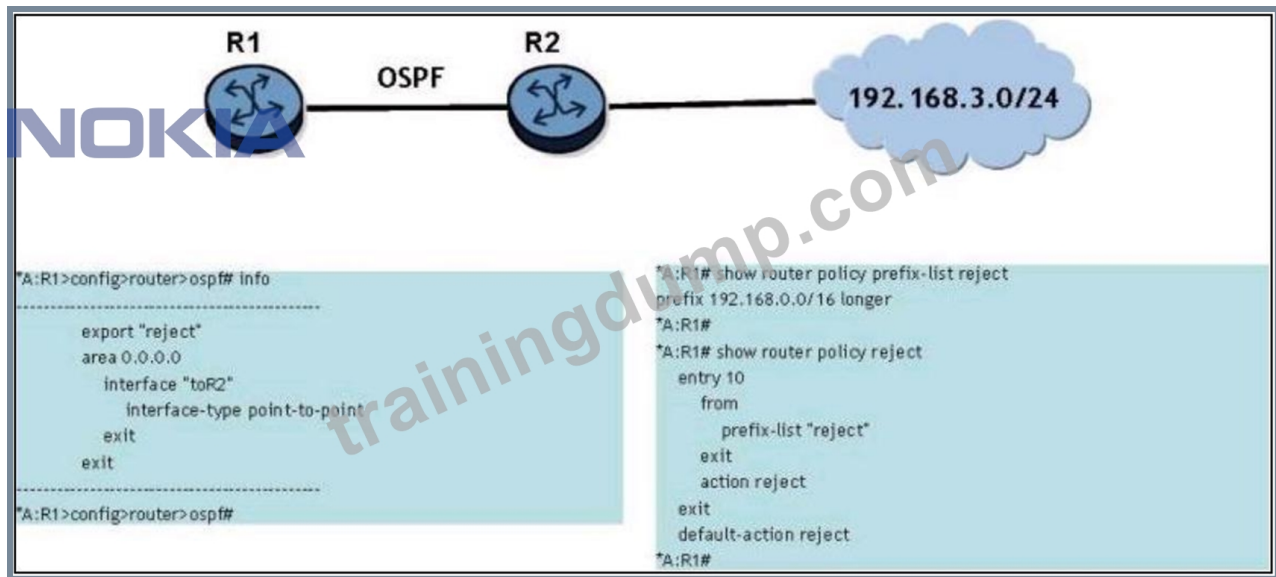 R1
R2
OSPF
192.168.3.0/24
NOKIA
trainingdump.com
*A:R1>config>router>ospf# info
----------------------------------------------
export "reject"
area 0.0.0.0
interface "toR2"
interface-type point-to-point
exit
exit
----------------------------------------------
*A:R1>config>router>ospf#
*A:R1# show router policy prefix-list reject
prefix 192.168.0.0/16 longer
*A:R1#
*A:R1# show router policy reject
entry 10
from
prefix-list "reject"
exit
action reject
exit
default-action reject
*A:R1#